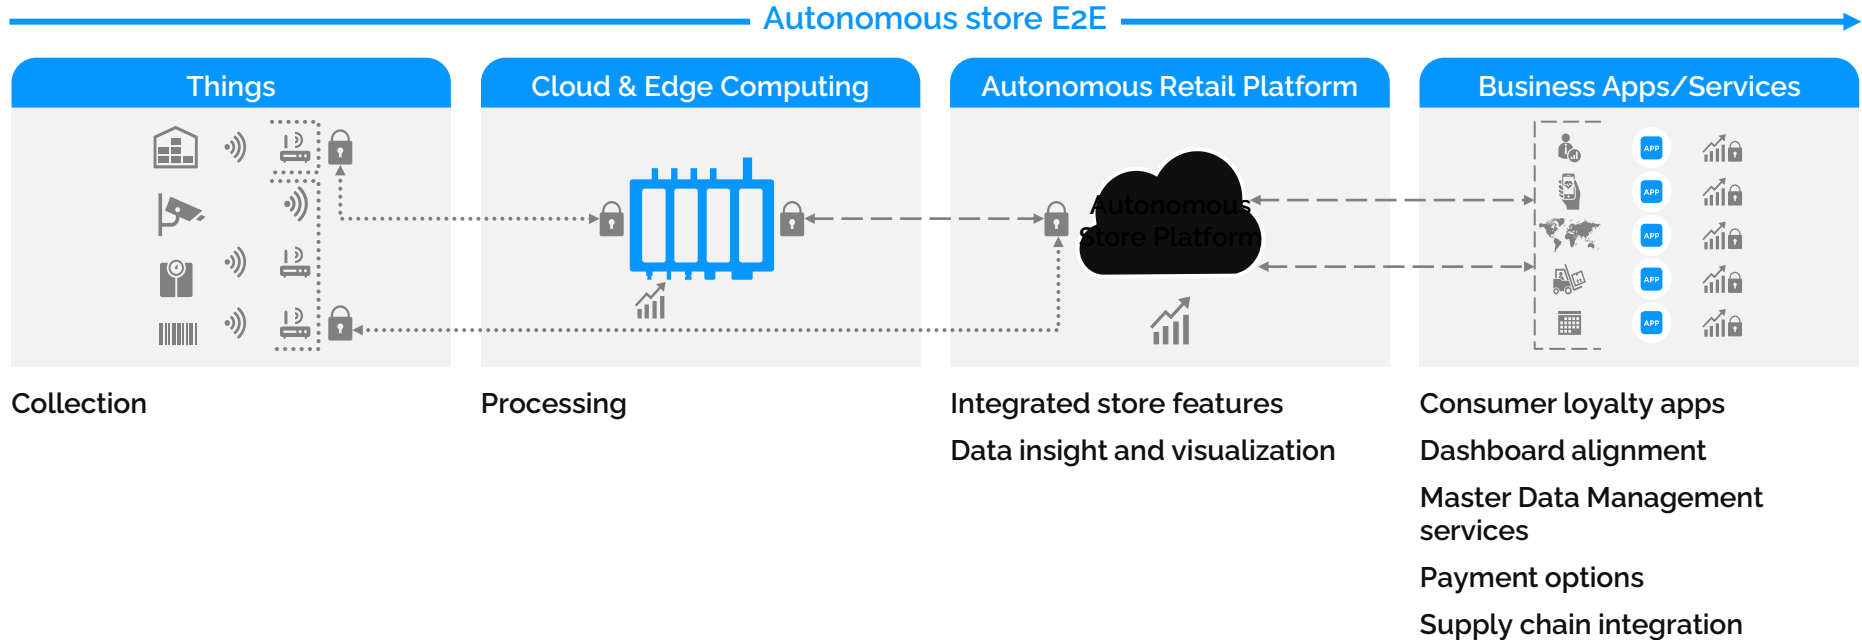 Autonomous store E2E
Things
Cloud & Edge Computing
Autonomous Retail Platform
Business Apps/Services
Autonomous
Store Platform
APP
APP
APP
APP
APP
Collection
Processing
Integrated store features
Data insight and visualization
Consumer loyalty apps
Dashboard alignment
Master Data Management
services
Payment options
Supply chain integration